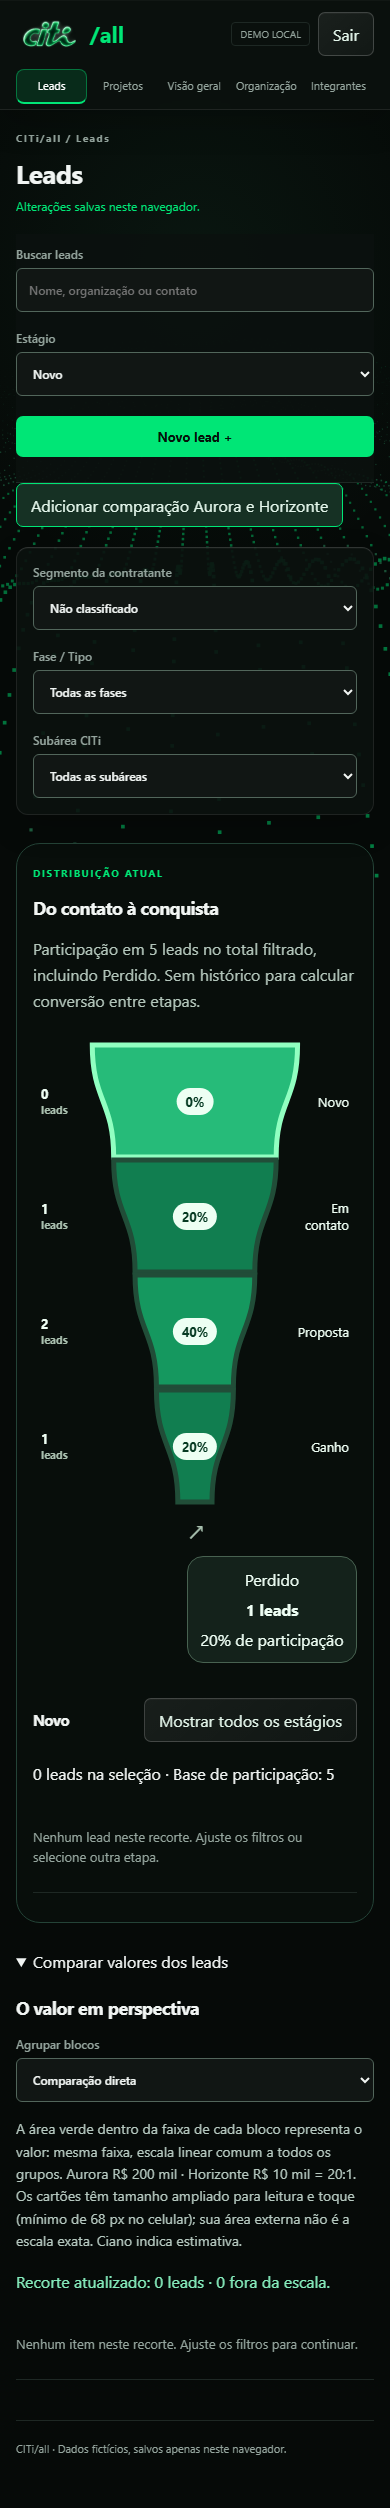 citi /all
DEMO LOCAL
Sair
Leads
Projetos
Visão geral
Organização
Integrantes
CITi/all / Leads
Leads
Alterações salvas neste navegador.
Buscar leads
Nome, organização ou contato
Estágio
Novo
Novo lead +
Adicionar comparação Aurora e Horizonte
Segmento da contratante
Não classificado
Fase / Tipo
Todas as fases
Subárea CITi
Todas as subáreas
DISTRIBUIÇÃO ATUAL
Do contato à conquista
Participação em 5 leads no total filtrado,
incluindo Perdido. Sem histórico para calcular
conversão entre etapas.
0
leads
0%
Novo
1
leads
20%
Em
contato
2
leads
40%
Proposta
1
leads
20%
Ganho
↗
Perdido
1 leads
20% de participação
Novo
Mostrar todos os estágios
0 leads na seleção · Base de participação: 5
Nenhum lead neste recorte. Ajuste os filtros ou
selecione outra etapa.
▼ Comparar valores dos leads
O valor em perspectiva
Agrupar blocos
Comparação direta
A área verde dentro da faixa de cada bloco representa o
valor: mesma faixa, escala linear comum a todos os
grupos. Aurora R$ 200 mil · Horizonte R$ 10 mil = 20:1.
Os cartões têm tamanho ampliado para leitura e toque
(mínimo de 68 px no celular); sua área externa não é a
escala exata. Ciano indica estimativa.
Recorte atualizado: 0 leads · 0 fora da escala.
Nenhum item neste recorte. Ajuste os filtros para continuar.
CITi/all · Dados fictícios, salvos apenas neste navegador.